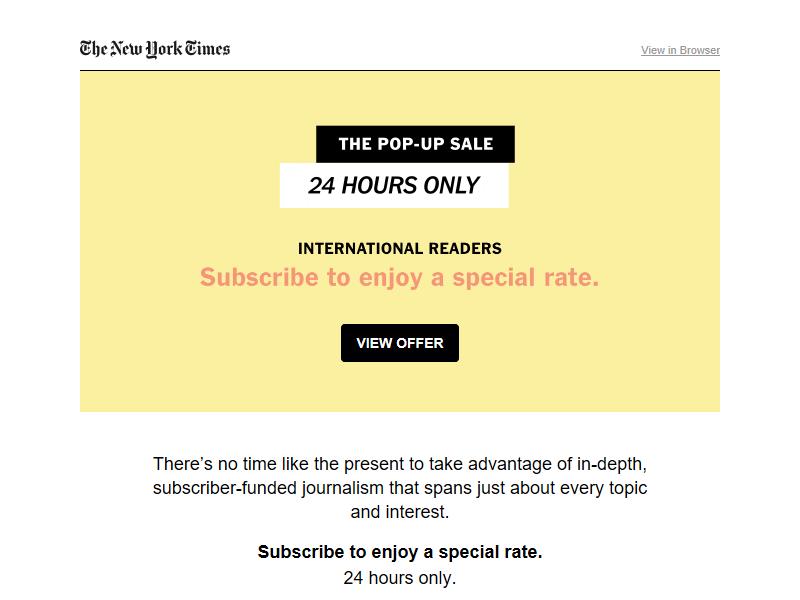 The New York Times
View in Browser
THE POP-UP SALE
24 HOURS ONLY
INTERNATIONAL READERS
Subscribe to enjoy a special rate.
VIEW OFFER
There’s no time like the present to take advantage of in-depth,
subscriber-funded journalism that spans just about every topic
and interest.
Subscribe to enjoy a special rate.
24 hours only.